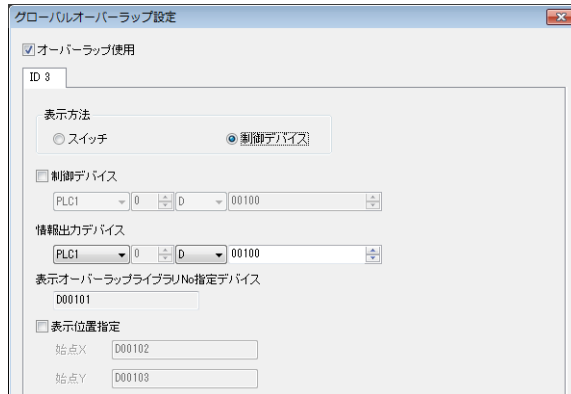 グローバルオーバーラップ設定
オーバーラップ使用
ID 3
表示方法
スイッチ 制御デバイス
制御デバイス
PLC1 0 D 00100
情報出力デバイス
PLC1 0 D 00100
表示オーバーラップライブラリNo指定デバイス
D00101
表示位置指定
始点X D00102
始点Y D00103